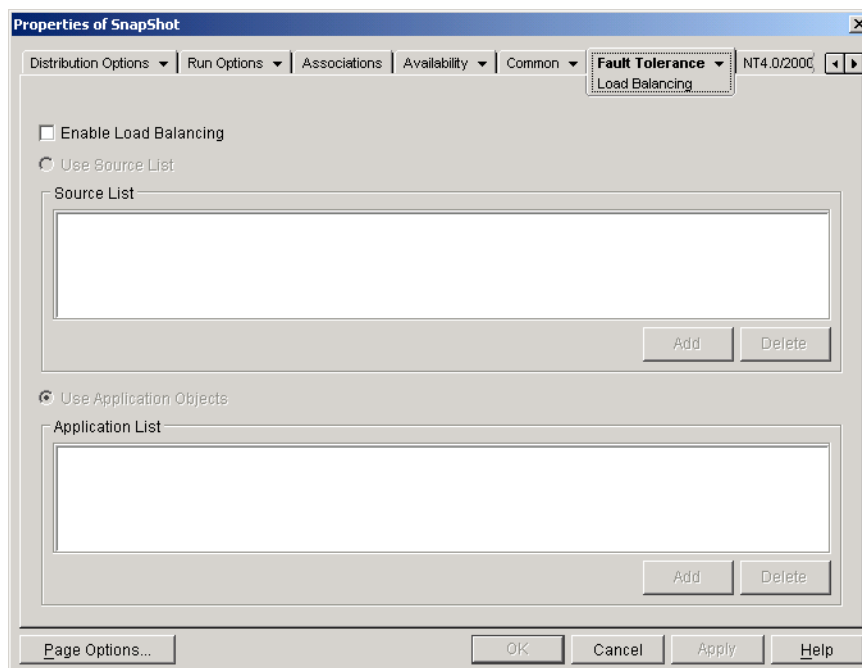 Properties of SnapShot
Distribution Options Run Options Associations Availability Common Fault Tolerance NT4.0/2000
Load Balancing
Enable Load Balancing
Use Source List
Source List
Add Delete
Use Application Objects
Application List
Add Delete
Page Options... OK Cancel Apply Help